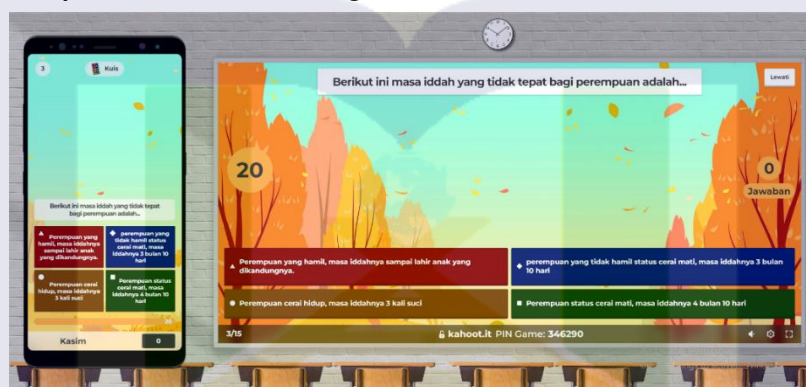 3
Kuis
Berikut ini masa iddah yang tidak tepat
bagi perempuan adalah...
Perempuan yang
hamil, masa iddahnya
sampai lahir anak
yang dikandungnya.
perempuan yang
tidak hamil status
cerai mati, masa
iddahnya 3 bulan 10
hari
Perempuan cerai
hidup, masa iddahnya
3 kali suci
Perempuan status
cerai mati, masa
iddahnya 4 bulan 10
hari
Kasim
0
Berikut ini masa iddah yang tidak tepat bagi perempuan adalah...
Lewati
20
0
Jawaban
Perempuan yang hamil, masa iddahnya sampai lahir anak yang
dikandungnya.
perempuan yang tidak hamil status cerai mati, masa iddahnya 3 bulan
10 hari
Perempuan cerai hidup, masa iddahnya 3 kali suci
Perempuan status cerai mati, masa iddahnya 4 bulan 10 hari
3/15
kahoot.it PIN Game: 346290